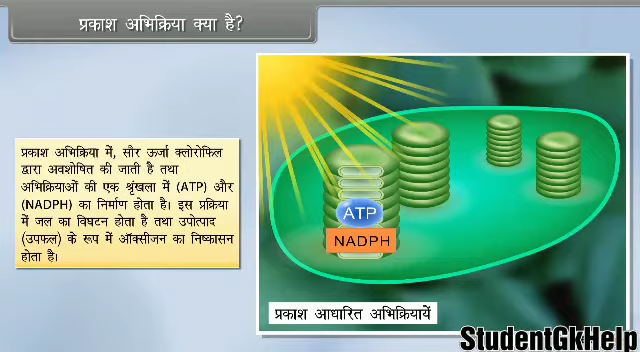 प्रकाश अभिक्रिया क्या है?
प्रकाश अभिक्रिया में, सौर ऊर्जा क्लोरोफिल
द्वारा अवशोषित की जाती है तथा
अभिक्रियाओं की एक श्रृंखला में (ATP) और
(NADPH) का निर्माण होता है। इस प्रक्रिया
में जल का विघटन होता है तथा उपोत्पाद
(उपफल) के रूप में ऑक्सीजन का निष्कासन
होता है।
ATP
NADPH
प्रकाश आधारित अभिक्रियायें
StudentGkHelp